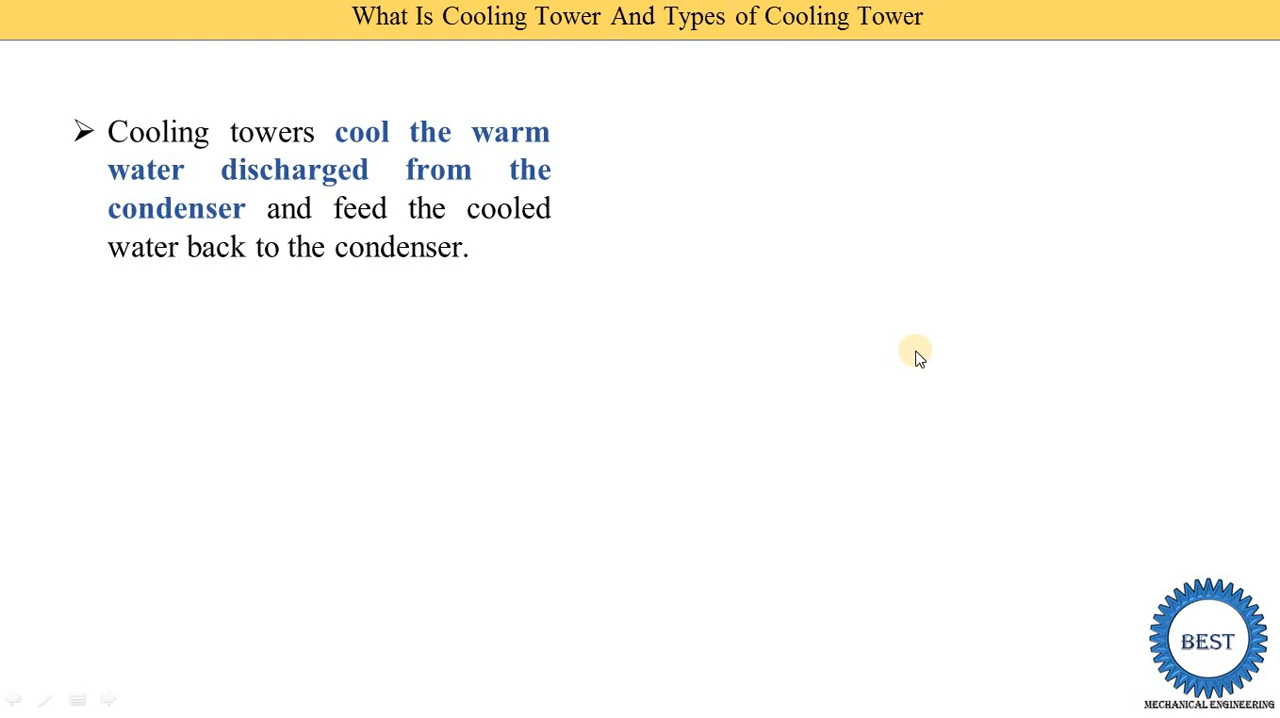 What Is Cooling Tower And Types of Cooling Tower
Cooling towers cool the warm
water discharged from the
condenser and feed the cooled
water back to the condenser.
BEST
MECHANICAL ENGINEERING